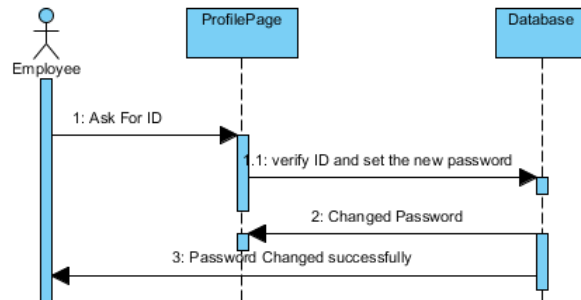 ProfilePage
Database
Employee
1: Ask For ID
1.1: verify ID and set the new password
2: Changed Password
3: Password Changed successfully